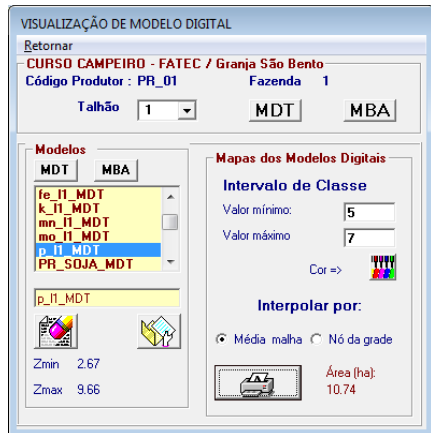 VISUALIZAÇÃO DE MODELO DIGITAL
Retornar
CURSO CAMPEIRO - FATEC / Granja São Bento
Código Produtor : PR_01 Fazenda 1
Talhão 1 MDT MBA
Modelos
MDT MBA
fe_l1_MDT
k_l1_MDT
mn_l1_MDT
mo_l1_MDT
p_l1_MDT
PR_SOJA_MDT
p_l1_MDT
Zmin 2.67
Zmax 9.66
Mapas dos Modelos Digitais
Intervalo de Classe
Valor mínimo: 5
Valor máximo 7
Cor =>
Interpolar por:
Média malha Nó da grade
Área (ha):
10.74